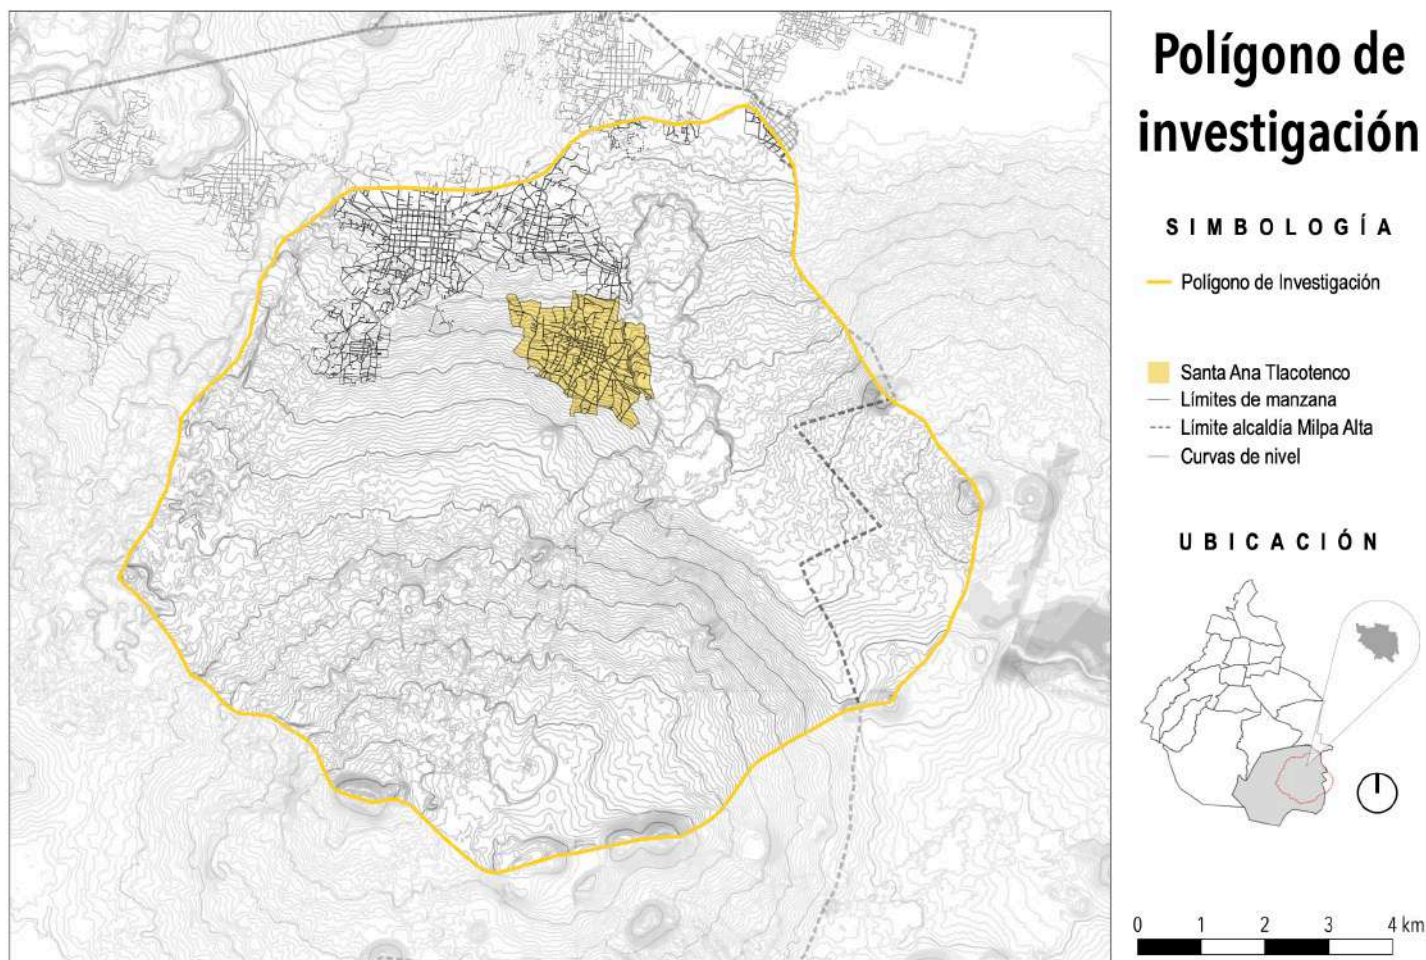 Polígono de
investigación
SIMBOLOGÍA
Polígono de Investigación
Santa Ana Tlacotenco
Límites de manzana
Límite alcaldía Milpa Alta
Curvas de nivel
UBICACIÓN
0 1 2 3 4 km